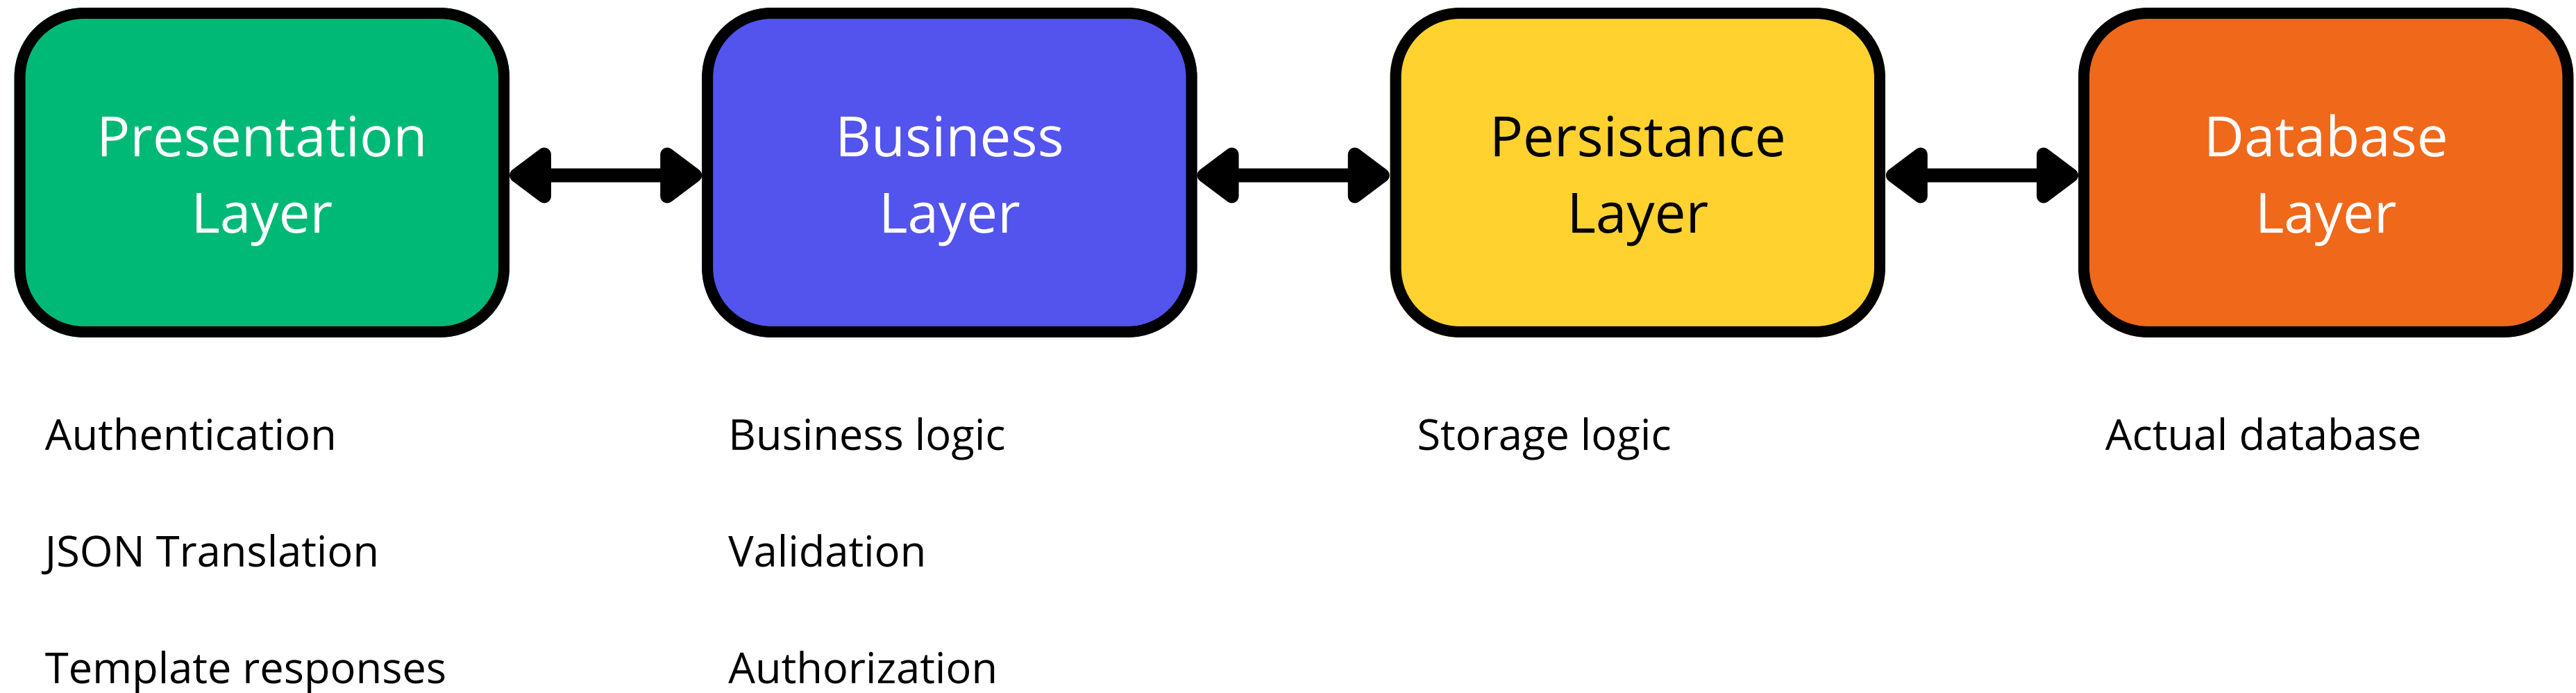 Presentation
Layer
Business
Layer
Persistance
Layer
Database
Layer
Authentication
JSON Translation
Template responses
Business logic
Validation
Authorization
Storage logic
Actual database